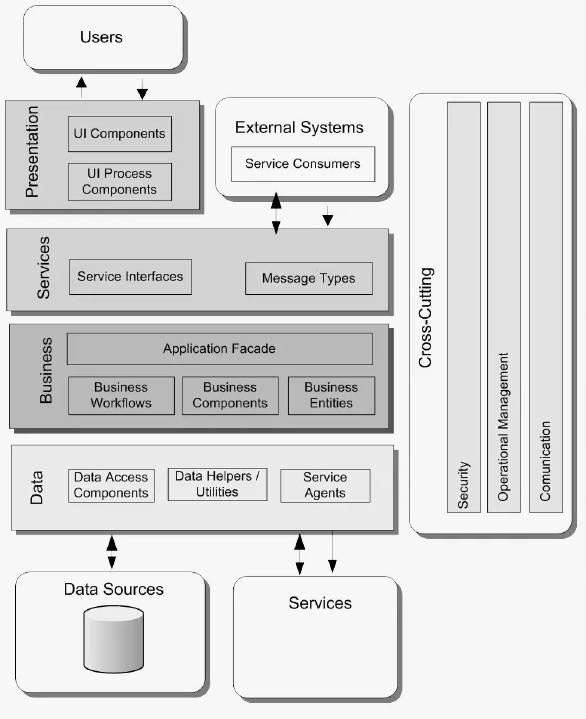 Users
Presentation
UI Components
UI Process
Components
External Systems
Service Consumers
Services
Service Interfaces
Message Types
Business
Application Facade
Business
Workflows
Business
Components
Business
Entities
Data
Data Access
Components
Data Helpers /
Utilities
Service
Agents
Data Sources
Services
Cross-Cutting
Security
Operational Management
Comunication